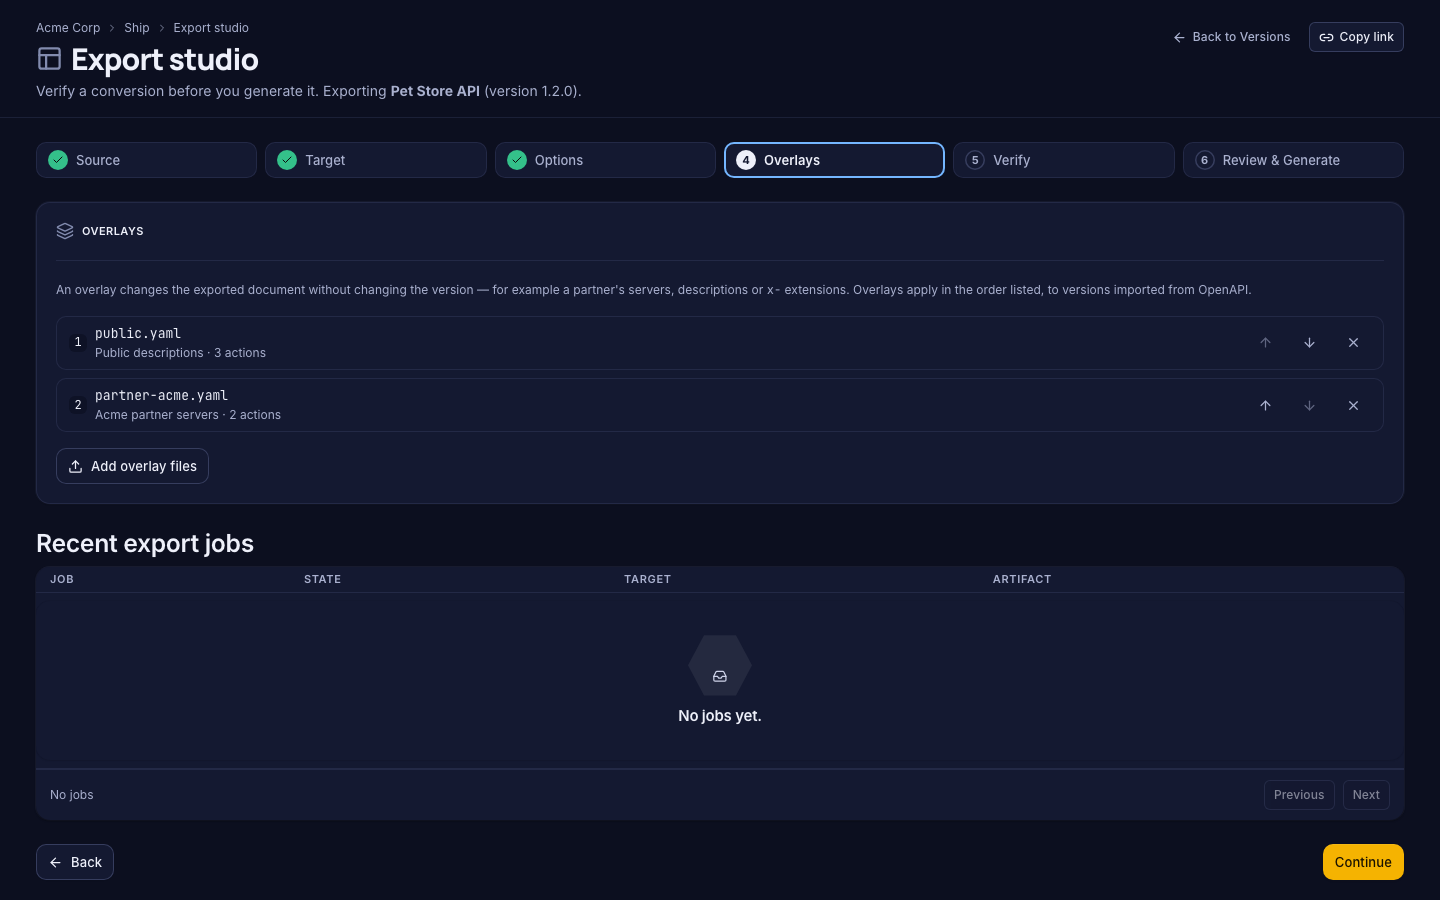 Acme Corp > Ship > Export studio
Export studio
Verify a conversion before you generate it. Exporting Pet Store API (version 1.2.0).
Back to Versions
Copy link
Source
Target
Options
4 Overlays
5 Verify
6 Review & Generate
OVERLAYS
An overlay changes the exported document without changing the version — for example a partner's servers, descriptions or x- extensions. Overlays apply in the order listed, to versions imported from OpenAPI.
1
public.yaml
Public descriptions · 3 actions
2
partner-acme.yaml
Acme partner servers · 2 actions
Add overlay files
Recent export jobs
JOB STATE TARGET ARTIFACT
No jobs yet.
No jobs
Previous
Next
Back
Continue